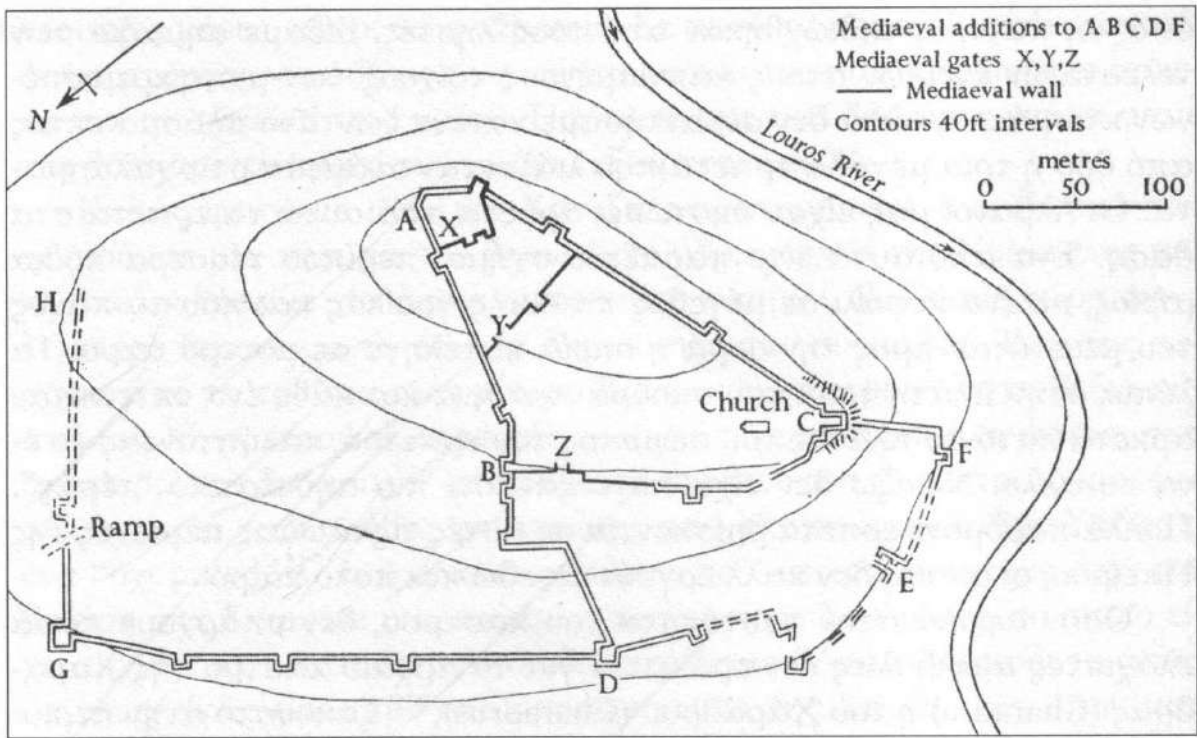 Mediaeval additions to A B C D F
Mediaeval gates X,Y,Z
Mediaeval wall
Contours 40ft intervals
metres
0 50 100
N
Louros River
A
X
H
Y
Church
C
F
B
Z
Ramp
E
G
D